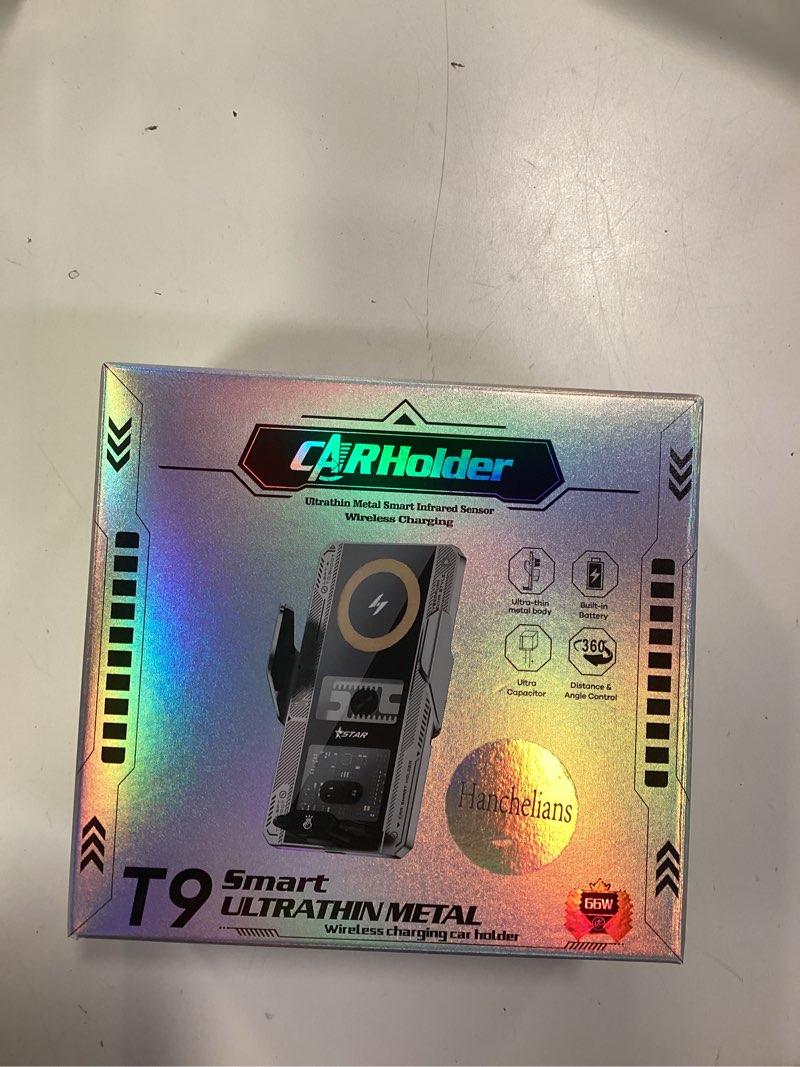 CARHolder
Ultrathin Metal Smart Infrared Sensor
Wireless Charging
Ultra-thin
metal body
Built-in
Battery
360
Ultra
Capacitor
Distance &
Angle Control
STAR
Hanchelians
T9 Smart
ULTRATHIN METAL
Wireless charging car holder
66W